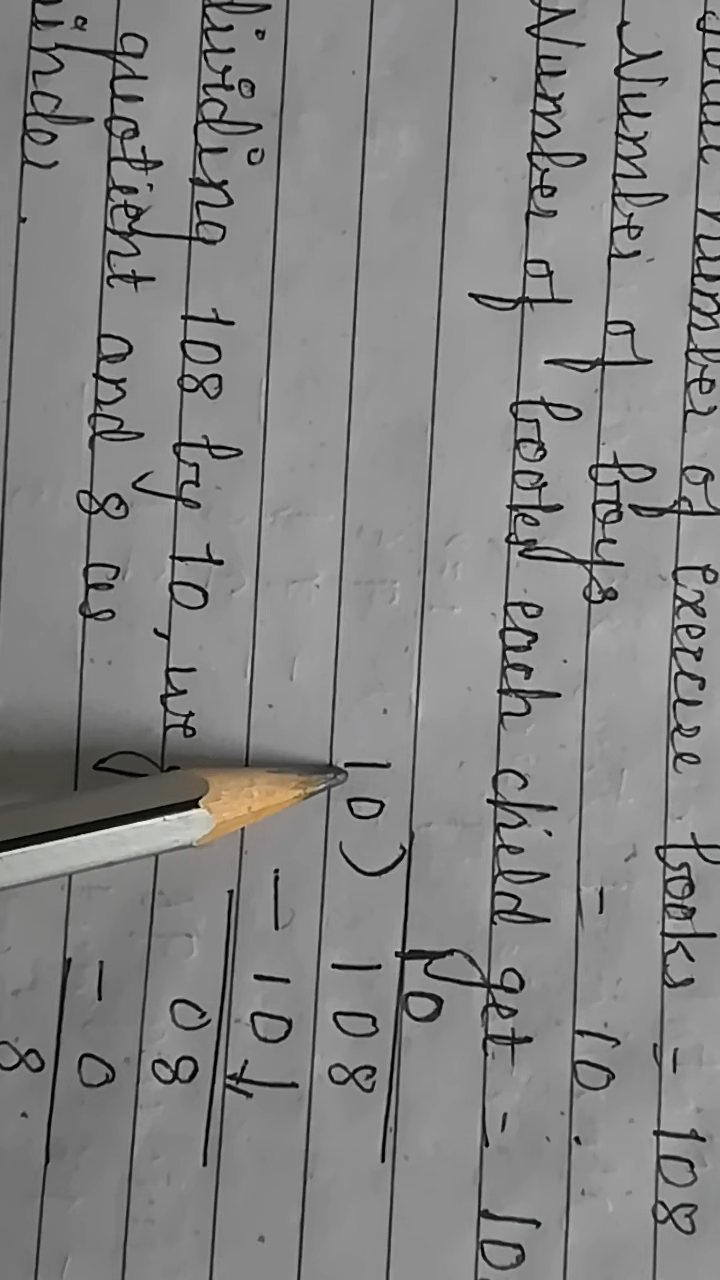 number of exercise books - 108
Number of boys - 10.
Number of books each child get - 10
10
10) 108
- 10↓
dividing 108 by 10, we
08
quotient and 8 as
- 0
8